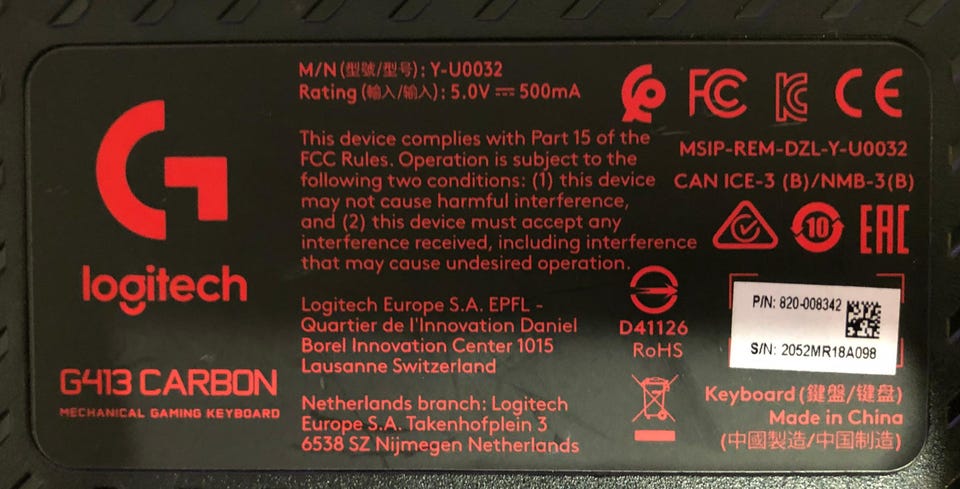 G
logitech
G413 CARBON
MECHANICAL GAMING KEYBOARD
M/N (型號/型号) : Y-U0032
Rating (輸入/输入) : 5.0V ⎓ 500mA
This device complies with Part 15 of the
FCC Rules. Operation is subject to the
following two conditions: (1) this device
may not cause harmful interference,
and (2) this device must accept any
interference received, including interference
that may cause undesired operation.
Logitech Europe S.A. EPFL -
Quartier de l'Innovation Daniel
Borel Innovation Center 1015
Lausanne Switzerland
Netherlands branch: Logitech
Europe S.A. Takenhofplein 3
6538 SZ Nijmegen Netherlands
FC CE
MSIP-REM-DZL-Y-U0032
CAN ICE-3 (B)/NMB-3(B)
10 EAC
D41126
RoHS
P/N: 820-008342
S/N: 2052MR18A098
Keyboard (鍵盤/键盘)
Made in China
(中國製造/中国制造)